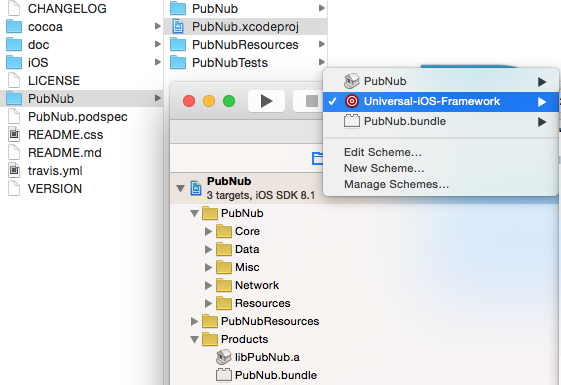 CHANGELOG
cocoa
doc
iOS
LICENSE
PubNub
PubNub.podspec
README.css
README.md
travis.yml
VERSION
PubNub
PubNub.xcodeproj
PubNubResources
PubNubTests
PubNub
Universal-iOS-Framework
PubNub.bundle
Edit Scheme...
New Scheme...
Manage Schemes...
PubNub
3 targets, iOS SDK 8.1
PubNub
Core
Data
Misc
Network
Resources
PubNubResources
Products
libPubNub.a
PubNub.bundle